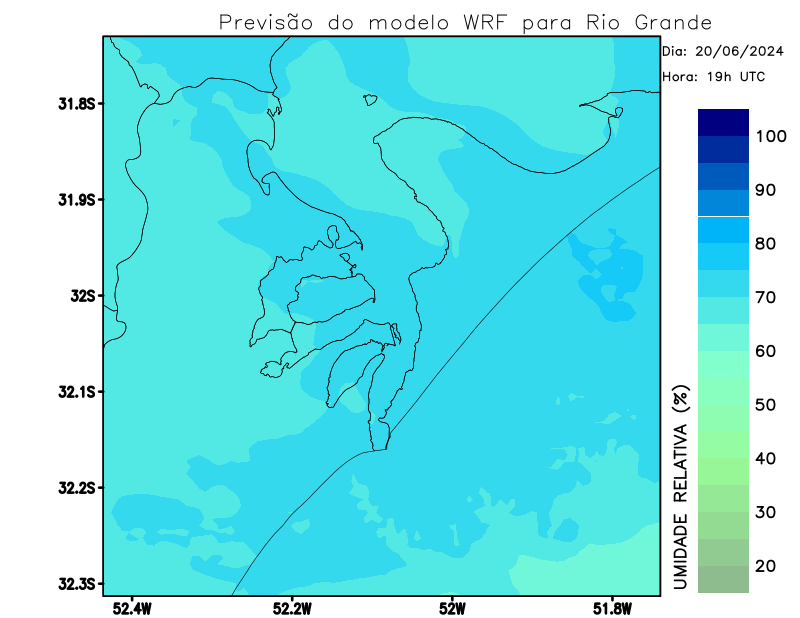 Previsão do modelo WRF para Rio Grande
Dia: 20/06/2024
Hora: 19h UTC
31.8S
31.9S
32S
32.1S
32.2S
32.3S
52.4W
52.2W
52W
51.8W
100
90
80
70
60
50
40
30
20
UMIDADE RELATIVA (%)